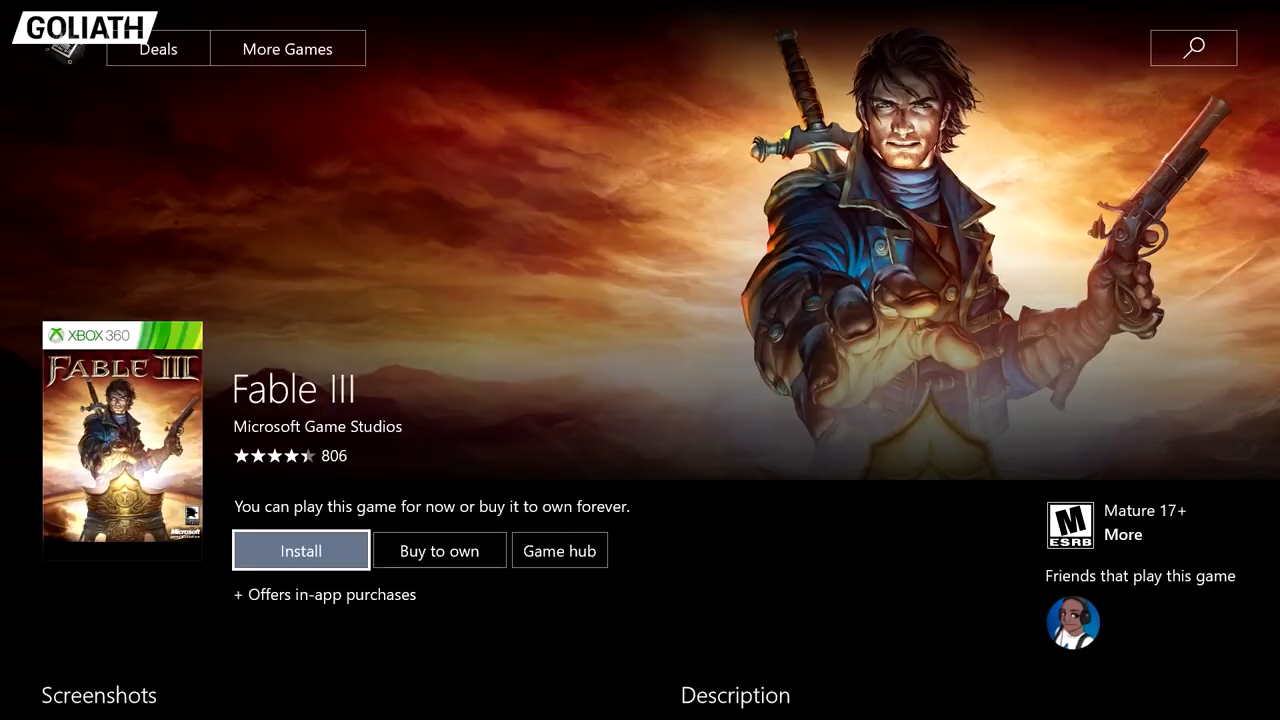 GOLIATH
Deals
More Games
XBOX 360
FABLE III
Microsoft
Fable III
Microsoft Game Studios
806
You can play this game for now or buy it to own forever.
Install
Buy to own
Game hub
+ Offers in-app purchases
M
ESRB
Mature 17+
More
Friends that play this game
Screenshots
Description